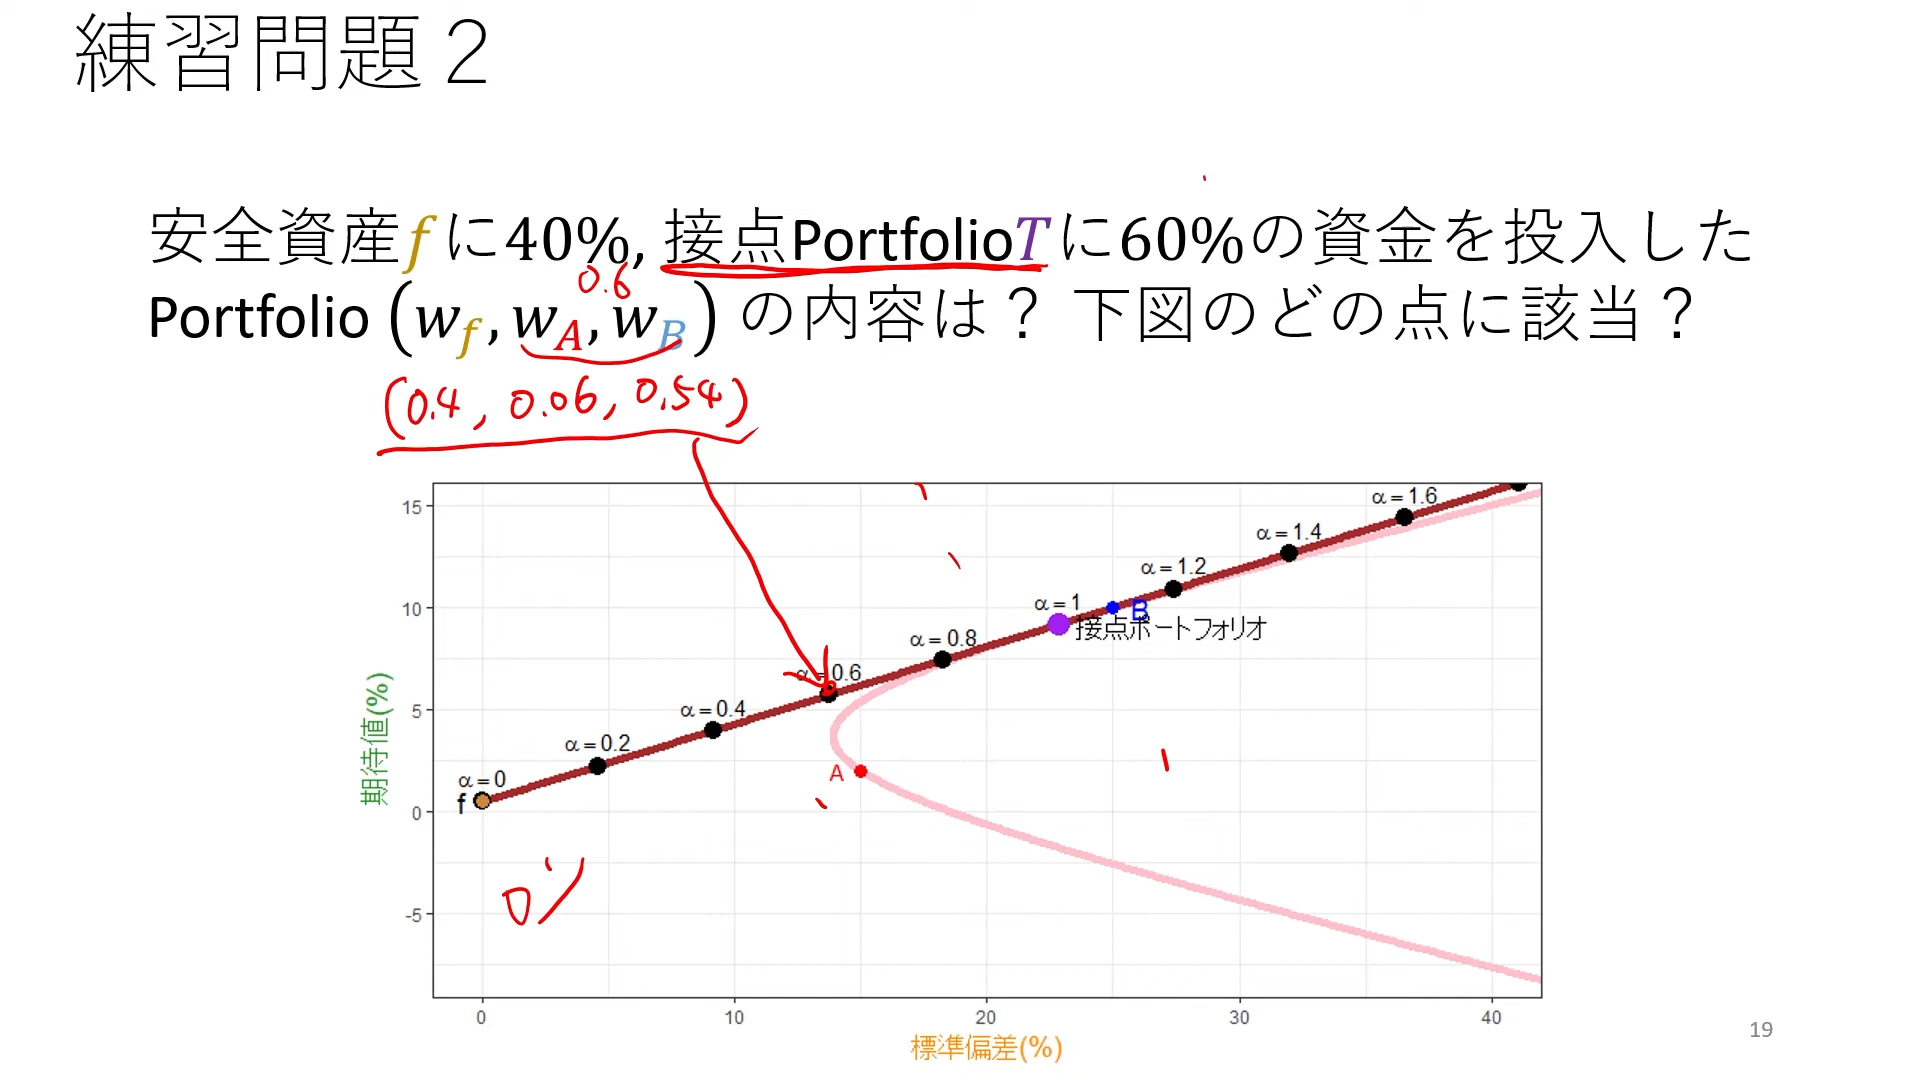 練習問題２
安全資産fに40%, 接点PortfolioTに60%の資金を投入した
0.6
Portfolio (w_f, w_A, w_B) の内容は？ 下図のどの点に該当？
(0.4, 0.06, 0.54)
15
10
5
0
-5
期待値(%)
α=1.6
α=1.4
α=1.2
α=1
B
接点ポートフォリオ
α=0.8
α=0.6
α=0.4
α=0.2
α=0
f
A
0 10 20 30 40
標準偏差(%)
19